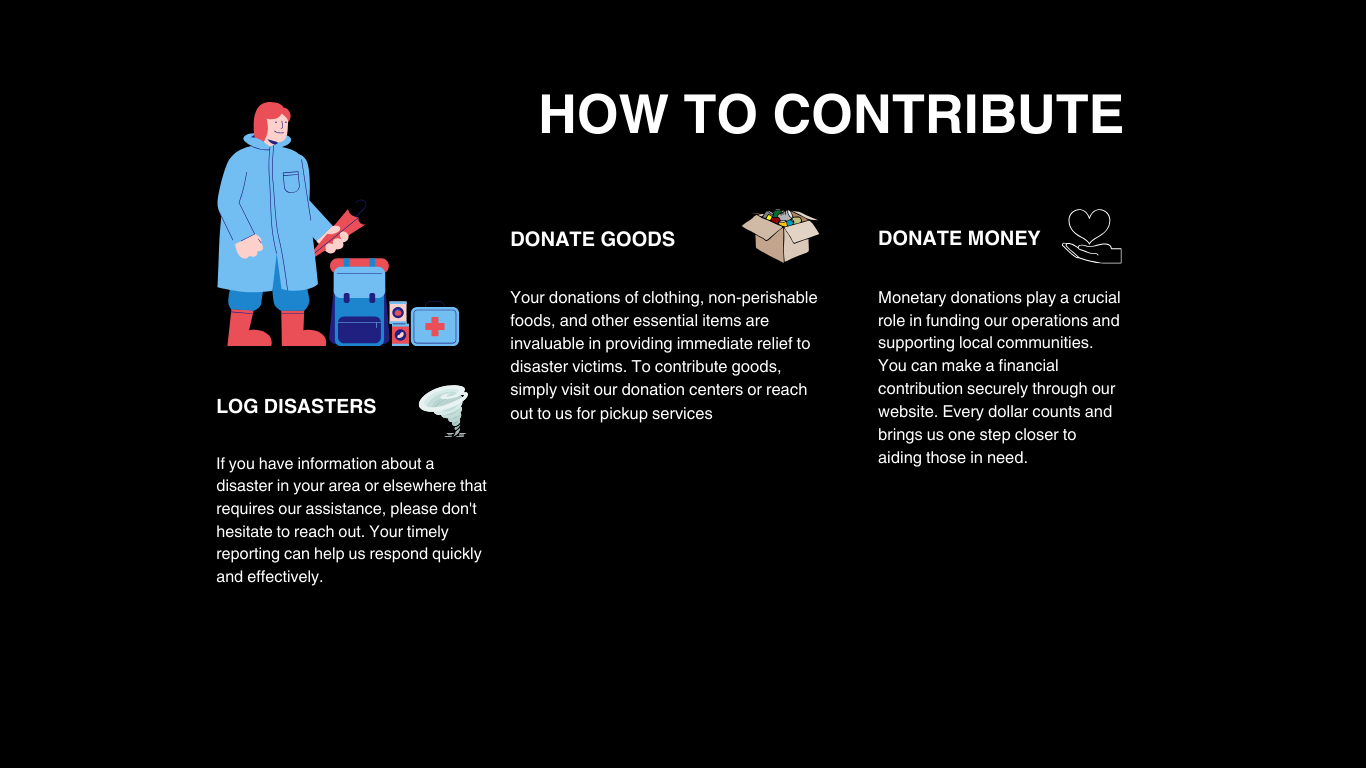 HOW TO CONTRIBUTE
LOG DISASTERS
If you have information about a
disaster in your area or elsewhere that
requires our assistance, please don't
hesitate to reach out. Your timely
reporting can help us respond quickly
and effectively.
DONATE GOODS
Your donations of clothing, non-perishable
foods, and other essential items are
invaluable in providing immediate relief to
disaster victims. To contribute goods,
simply visit our donation centers or reach
out to us for pickup services
DONATE MONEY
Monetary donations play a crucial
role in funding our operations and
supporting local communities.
You can make a financial
contribution securely through our
website. Every dollar counts and
brings us one step closer to
aiding those in need.